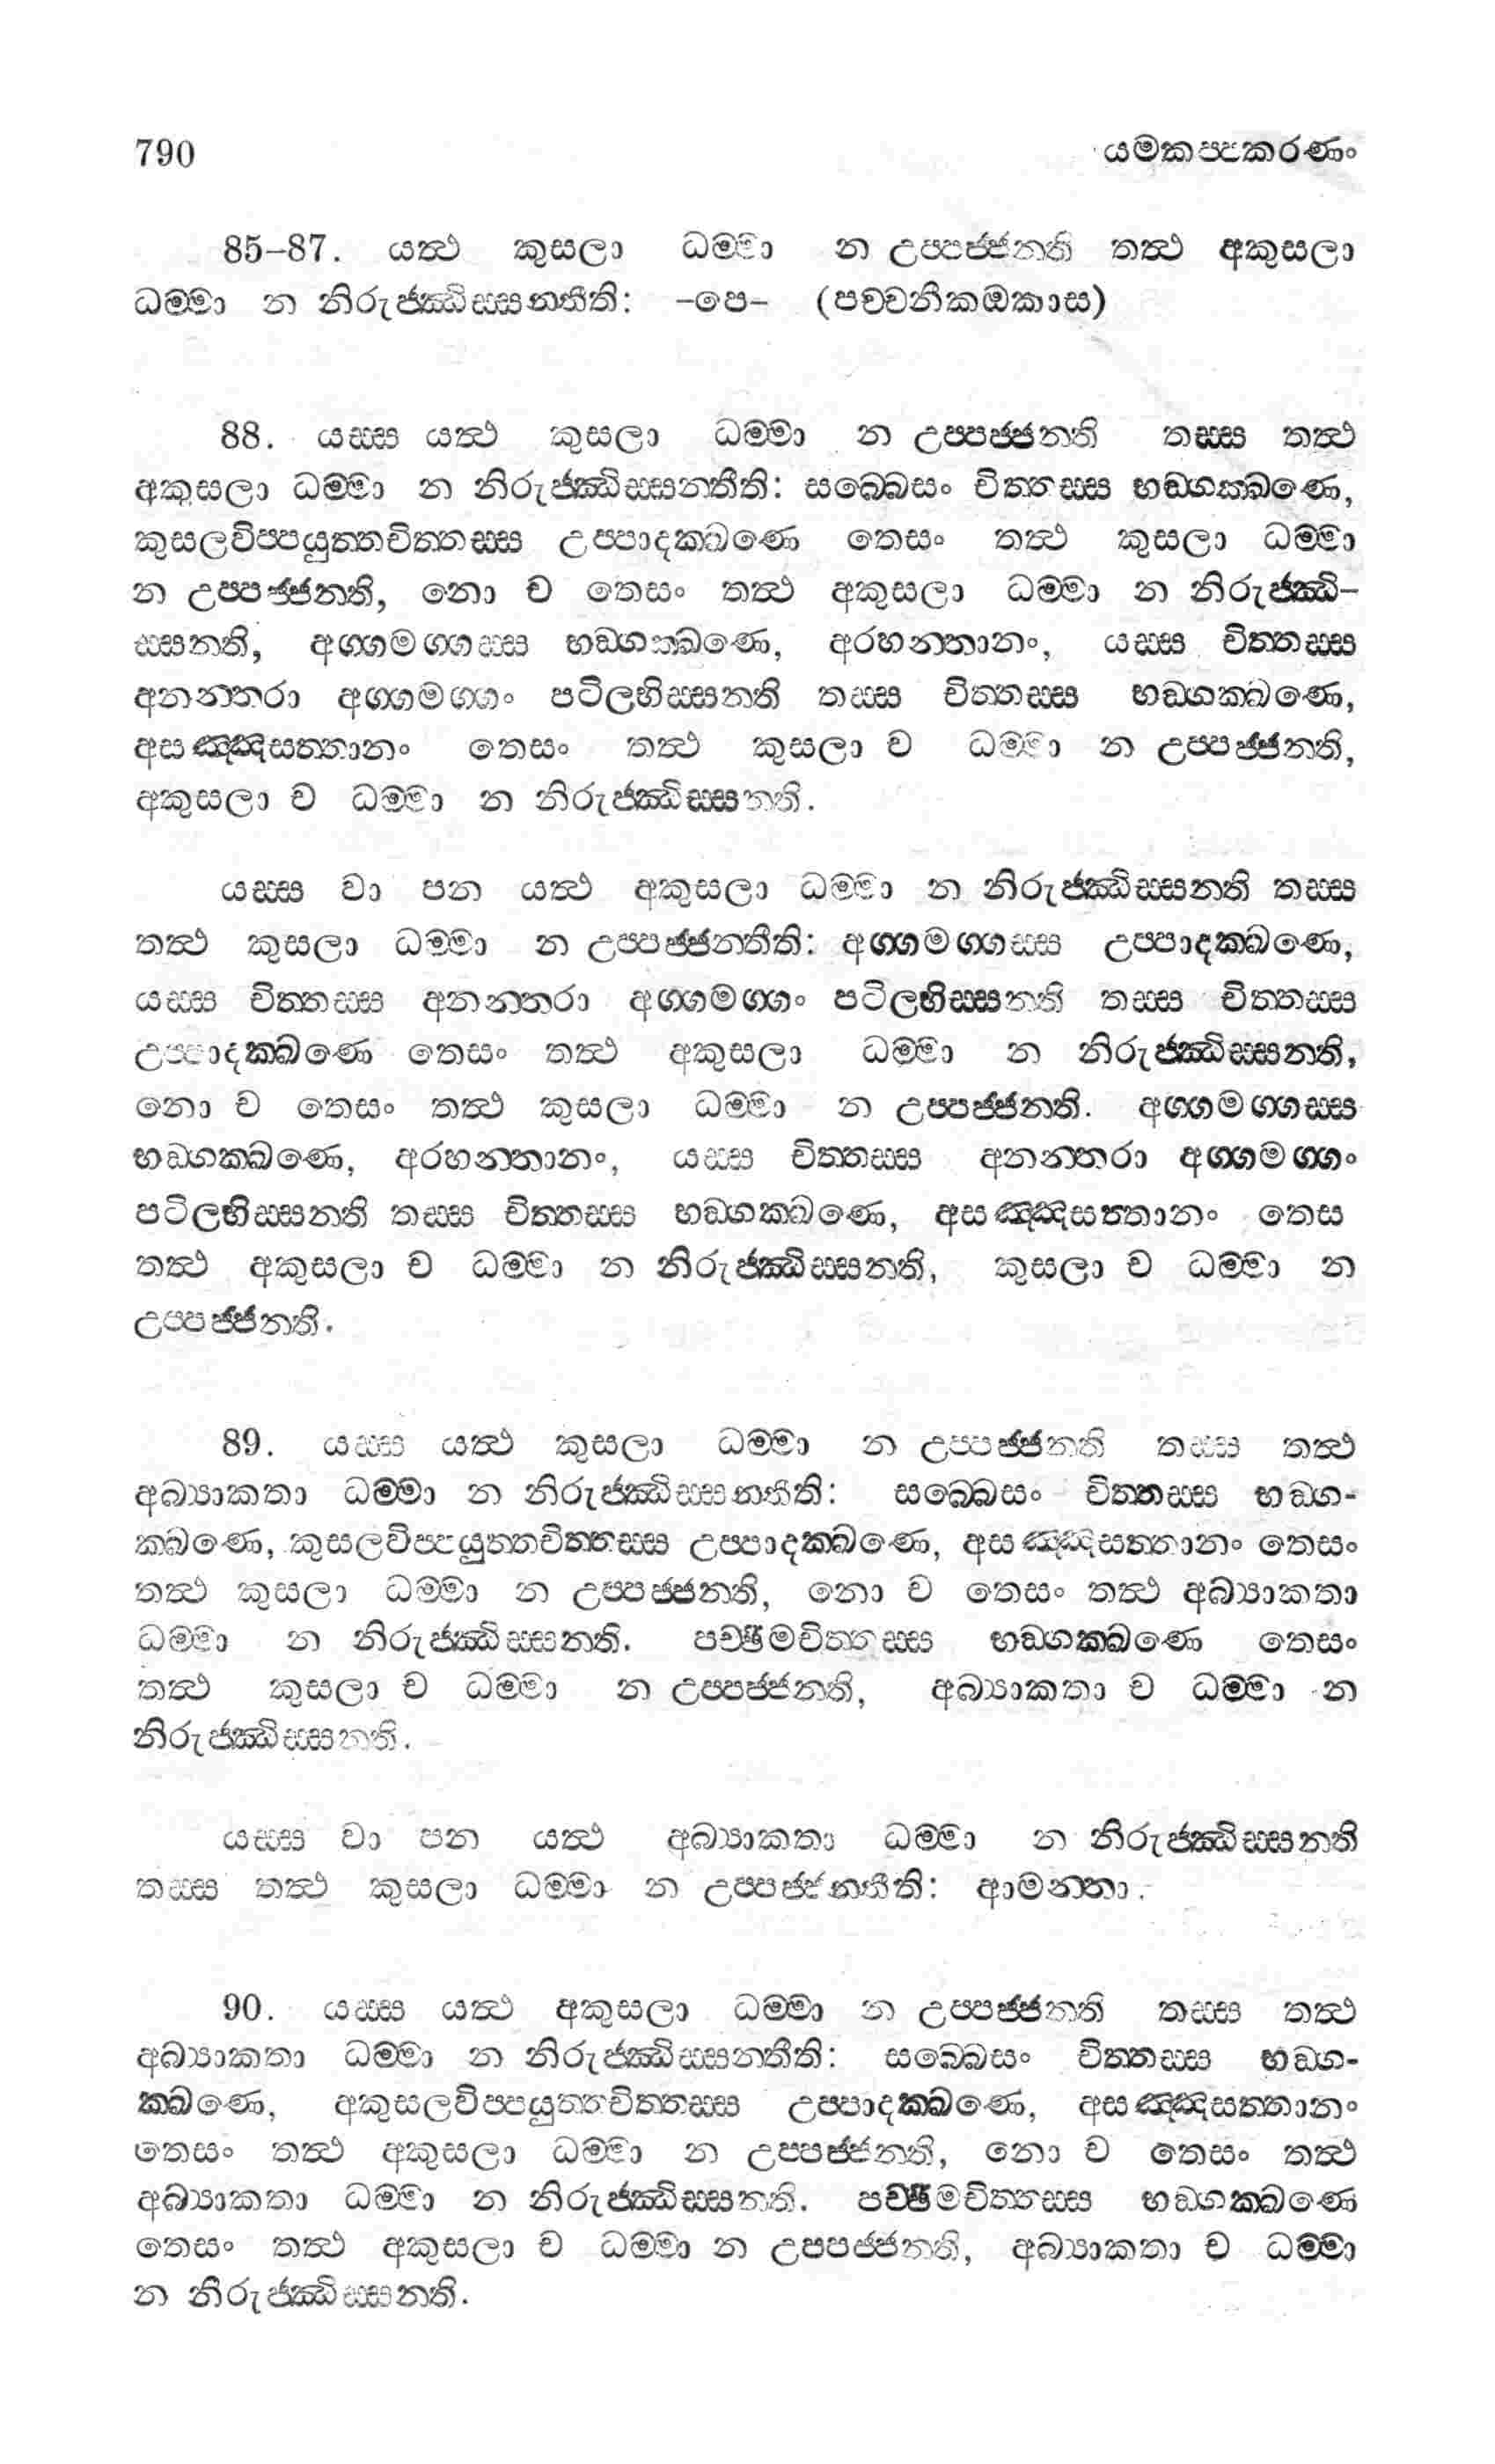 790 යමකප්පකරණං
85–87. යත්ථ කුසලා ධම්මා න උප්පජ්ජන්ති තත්ථ අකුසලා
ධම්මා න නිරුජ්ඣිස්සන්තීති: –පෙ– (පච්චනීකඔකාස)
88. යස්ස යත්ථ කුසලා ධම්මා න උප්පජ්ජන්ති තස්ස තත්ථ
අකුසලා ධම්මා න නිරුජ්ඣිස්සන්තීති: සබ්බෙසං චිත්තස්ස භඞ්ගක්ඛණෙ,
කුසලවිප්පයුත්තචිත්තස්ස උප්පාදක්ඛණෙ තෙසං තත්ථ කුසලා ධම්මා
න උප්පජ්ජන්ති, නො ච තෙසං තත්ථ අකුසලා ධම්මා න නිරුජ්ඣි–
ස්සන්ති, අග්ගමග්ගස්ස භඞ්ගක්ඛණෙ, අරහන්තානං, යස්ස චිත්තස්ස
අනන්තරා අග්ගමග්ගං පටිලභිස්සන්ති තස්ස චිත්තස්ස භඞ්ගක්ඛණෙ,
අසඤ්ඤසත්තානං තෙසං තත්ථ කුසලා ච ධම්මා න උප්පජ්ජන්ති,
අකුසලා ච ධම්මා න නිරුජ්ඣිස්සන්ති.
යස්ස වා පන යත්ථ අකුසලා ධම්මා න නිරුජ්ඣිස්සන්ති තස්ස
තත්ථ කුසලා ධම්මා න උප්පජ්ජන්තීති: අග්ගමග්ගස්ස උප්පාදක්ඛණෙ,
යස්ස චිත්තස්ස අනන්තරා අග්ගමග්ගං පටිලභිස්සන්ති තස්ස චිත්තස්ස
උප්පාදක්ඛණෙ තෙසං තත්ථ අකුසලා ධම්මා න නිරුජ්ඣිස්සන්ති,
නො ච තෙසං තත්ථ කුසලා ධම්මා න උප්පජ්ජන්ති. අග්ගමග්ගස්ස
භඞ්ගක්ඛණෙ, අරහන්තානං, යස්ස චිත්තස්ස අනන්තරා අග්ගමග්ගං
පටිලභිස්සන්ති තස්ස චිත්තස්ස භඞ්ගක්ඛණෙ, අසඤ්ඤසත්තානං තෙස
තත්ථ අකුසලා ච ධම්මා න නිරුජ්ඣිස්සන්ති, කුසලා ච ධම්මා න
උප්පජ්ජන්ති.
89. යස්ස යත්ථ කුසලා ධම්මා න උප්පජ්ජන්ති තස්ස තත්ථ
අබ්‍යාකතා ධම්මා න නිරුජ්ඣිස්සන්තීති: සබ්බෙසං චිත්තස්ස භඞ්ග-
ක්ඛණෙ, කුසලවිප්පයුත්තචිත්තස්ස උප්පාදක්ඛණෙ, අසඤ්ඤසත්තානං තෙසං
තත්ථ කුසලා ධම්මා න උප්පජ්ජන්ති, නො ච තෙසං තත්ථ අබ්‍යාකතා
ධම්මා න නිරුජ්ඣිස්සන්ති. පච්ඡිමචිත්තස්ස භඞ්ගක්ඛණෙ තෙසං
තත්ථ කුසලා ච ධම්මා න උප්පජ්ජන්ති, අබ්‍යාකතා ච ධම්මා න
නිරුජ්ඣිස්සන්ති.
යස්ස වා පන යත්ථ අබ්‍යාකතා ධම්මා න නිරුජ්ඣිස්සන්ති
තස්ස තත්ථ කුසලා ධම්මා න උප්පජ්ජන්තීති: ආමන්තා.
90. යස්ස යත්ථ අකුසලා ධම්මා න උප්පජ්ජන්ති තස්ස තත්ථ
අබ්‍යාකතා ධම්මා න නිරුජ්ඣිස්සන්තීති: සබ්බෙසං චිත්තස්ස භඞ්ග-
ක්ඛණෙ, අකුසලවිප්පයුත්තචිත්තස්ස උප්පාදක්ඛණෙ, අසඤ්ඤසත්තානං
තෙසං තත්ථ අකුසලා ධම්මා න උප්පජ්ජන්ති, නො ච තෙසං තත්ථ
අබ්‍යාකතා ධම්මා න නිරුජ්ඣිස්සන්ති. පච්ඡිමචිත්තස්ස භඞ්ගක්ඛණෙ
තෙසං තත්ථ අකුසලා ච ධම්මා න උප්පජ්ජන්ති, අබ්‍යාකතා ච ධම්මා
න නිරුජ්ඣිස්සන්ති.